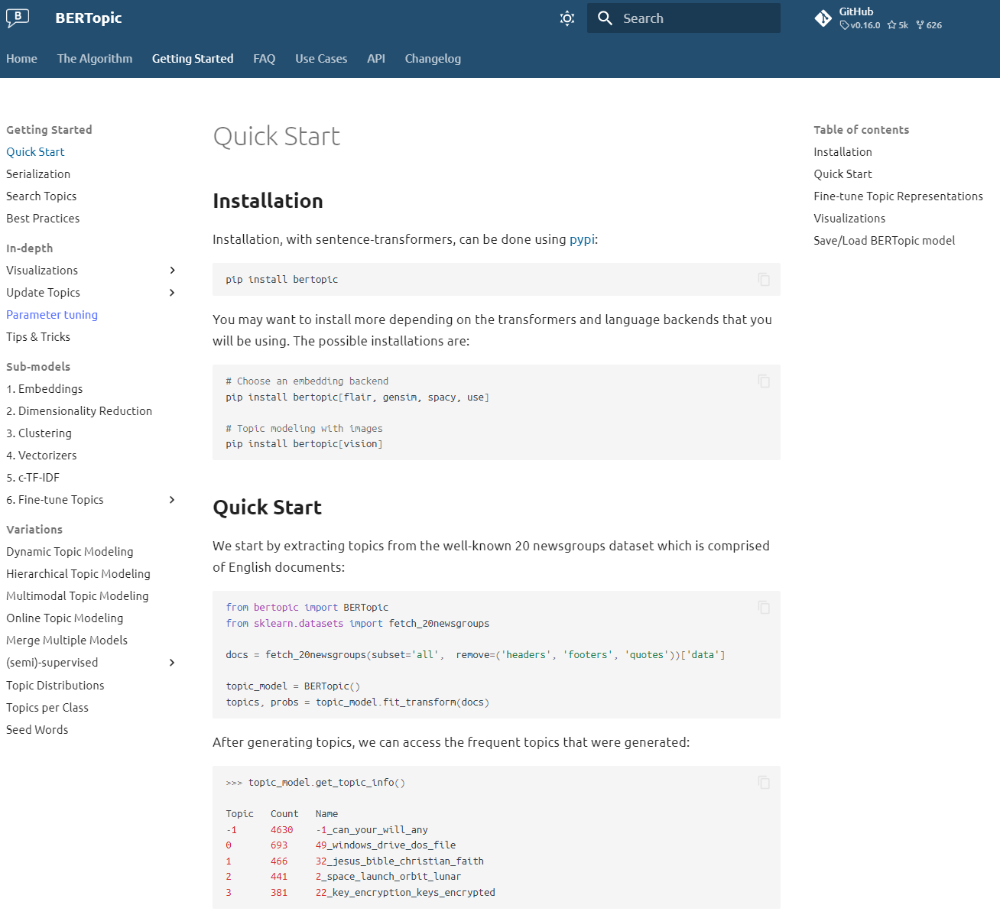 B
BERTopic
Search
GitHub
v0.16.0 5k 626
Home The Algorithm Getting Started FAQ Use Cases API Changelog
Getting Started
Quick Start
Serialization
Search Topics
Best Practices
In-depth
Visualizations
Update Topics
Parameter tuning
Tips & Tricks
Sub-models
1. Embeddings
2. Dimensionality Reduction
3. Clustering
4. Vectorizers
5. c-TF-IDF
6. Fine-tune Topics
Variations
Dynamic Topic Modeling
Hierarchical Topic Modeling
Multimodal Topic Modeling
Online Topic Modeling
Merge Multiple Models
(semi)-supervised
Topic Distributions
Topics per Class
Seed Words
Quick Start
Installation
Installation, with sentence-transformers, can be done using pypi:
pip install bertopic
You may want to install more depending on the transformers and language backends that you
will be using. The possible installations are:
# Choose an embedding backend
pip install bertopic[flair, gensim, spacy, use]
# Topic modeling with images
pip install bertopic[vision]
Quick Start
We start by extracting topics from the well-known 20 newsgroups dataset which is comprised
of English documents:
from bertopic import BERTopic
from sklearn.datasets import fetch_20newsgroups
docs = fetch_20newsgroups(subset='all',  remove=('headers', 'footers', 'quotes'))['data']
topic_model = BERTopic()
topics, probs = topic_model.fit_transform(docs)
After generating topics, we can access the frequent topics that were generated:
>>> topic_model.get_topic_info()
Topic   Count   Name
-1      4630    -1_can_your_will_any
0       693     49_windows_drive_dos_file
1       466     32_jesus_bible_christian_faith
2       441     2_space_launch_orbit_lunar
3       381     22_key_encryption_keys_encrypted
Table of contents
Installation
Quick Start
Fine-tune Topic Representations
Visualizations
Save/Load BERTopic model